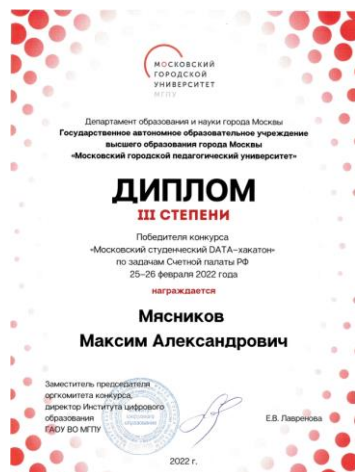 МОСКОВСКИЙ
ГОРОДСКОЙ
УНИВЕРСИТЕТ
МГПУ
Департамент образования и науки города Москвы
Государственное автономное образовательное учреждение
высшего образования города Москвы
«Московский городской педагогический университет»
ДИПЛОМ
III СТЕПЕНИ
Победителя конкурса
«Московский студенческий DATA-хакатон»
по задачам Счетной палаты РФ
25–26 февраля 2022 года
награждается
Мясников
Максим Александрович
Заместитель председателя
оргкомитета конкурса,
директор Института цифрового
образования
ГАОУ ВО МГПУ
Е.В. Лавренова
2022 г.